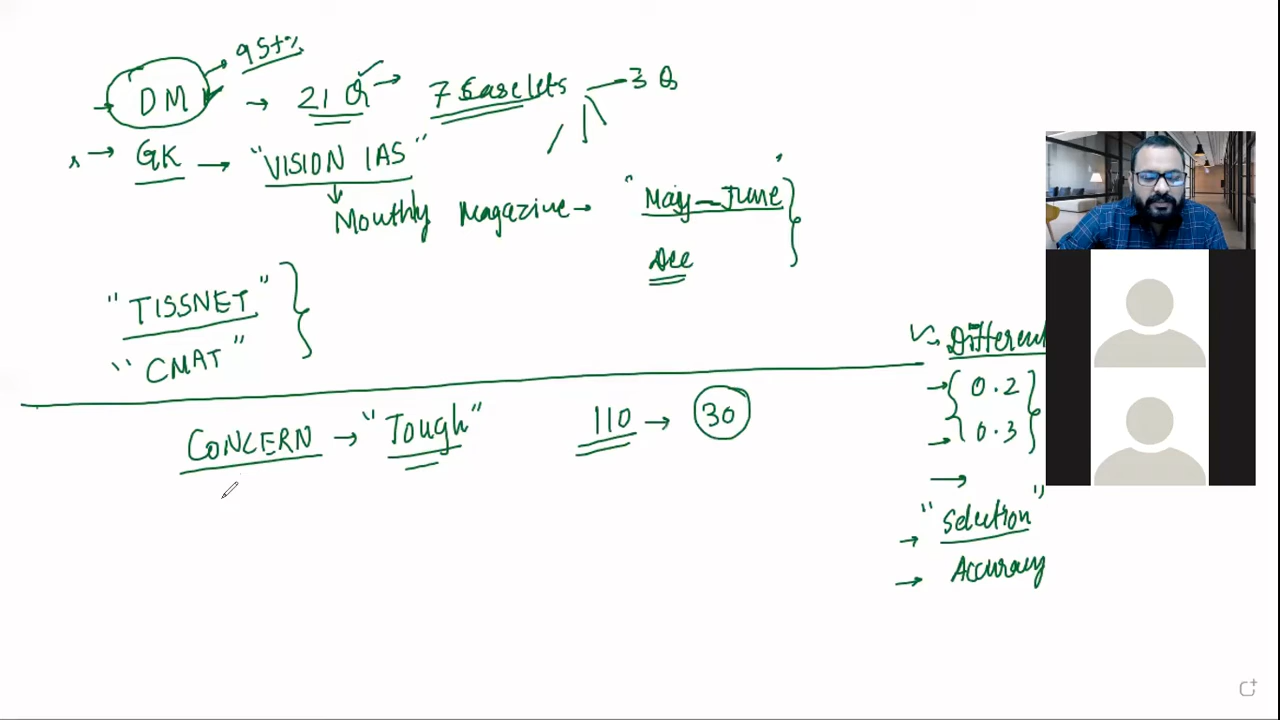 95+%
DM → 21 Q → 7 Caselets 3 Q
GK → "VISION IAS"
Monthly Magazine → "May - June
Dec
"TISSNET"
"CMAT"
Different
0.2
0.3
CONCERN → "Tough" 110 → 30
"Selection"
Accuracy